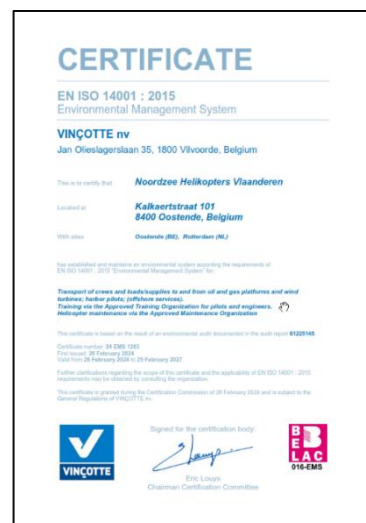 CERTIFICATE
EN ISO 14001 : 2015
Environmental Management System
VINÇOTTE nv
Jan Olieslagerslaan 35, 1800 Vilvoorde, Belgium
This is to certify that Noordzee Helikopters Vlaanderen
Located at Kalkaertstraat 101
8400 Oostende, Belgium
With sites Oostende (BE), Rotterdam (NL)
has established and maintains an environmental system according the requirements of
EN ISO 14001 : 2015 "Environmental Management System" for:
Transport of crews and loads/supplies to and from oil and gas platforms and wind
turbines; harbor pilots; (offshore services).
Training via the Approved Training Organization for pilots and engineers.
Helicopter maintenance via the Approved Maintenance Organization
This certificate is based on the result of an environmental audit documented in the audit report 61225145.
Certificate number: 24 EMS
First issued: 26 February 2024
Valid from 26 February 2024 to 25 February 2027
Further clarifications regarding the scope of this certificate and the applicability of EN ISO 14001 : 2015
requirements may be obtained by consulting the organization.
This certificate is granted during the Certification Commission of 26 February 2024 and is subject to the
General Regulations of VINÇOTTE nv.
Signed for the certification body:
VINÇOTTE
Eric Louys
Chairman Certification Committee
BELAC
016-EMS